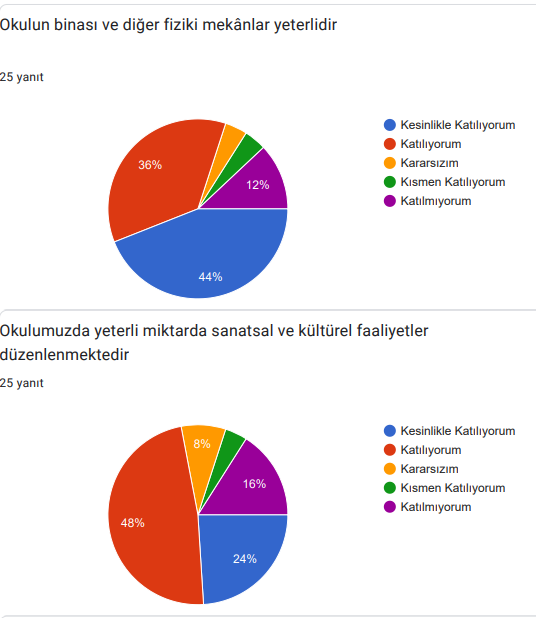 Okulun binası ve diğer fiziki mekânlar yeterlidir
25 yanıt
Kesinlikle Katılıyorum
Katılıyorum
Kararsızım
Kısmen Katılıyorum
Katılmıyorum
36%
12%
44%
Okulumuzda yeterli miktarda sanatsal ve kültürel faaliyetler
düzenlenmektedir
25 yanıt
Kesinlikle Katılıyorum
Katılıyorum
Kararsızım
Kısmen Katılıyorum
Katılmıyorum
8%
16%
48%
24%